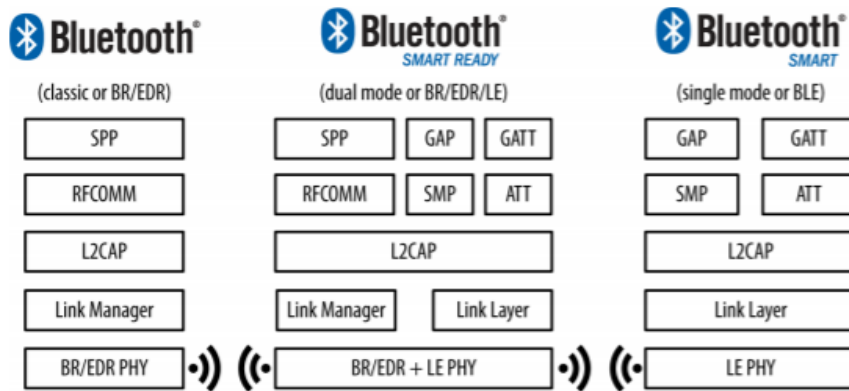 Bluetooth®
(classic or BR/EDR)
SPP
RFCOMM
L2CAP
Link Manager
BR/EDR PHY
Bluetooth®
SMART READY
(dual mode or BR/EDR/LE)
SPP GAP GATT
RFCOMM SMP ATT
L2CAP
Link Manager Link Layer
BR/EDR + LE PHY
Bluetooth®
SMART
(single mode or BLE)
GAP GATT
SMP ATT
L2CAP
Link Layer
LE PHY